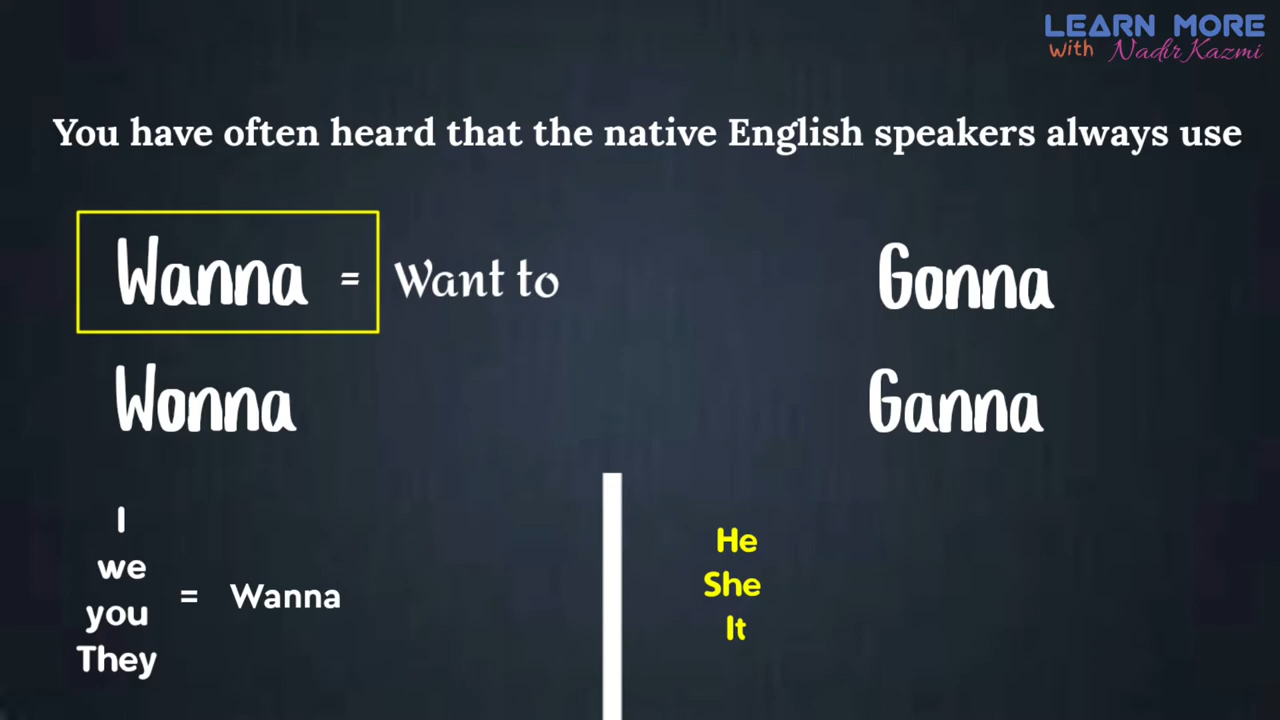 LEARN MORE
with Nadir Kazmi
You have often heard that the native English speakers always use
Wanna = Want to
Gonna
Wonna
Ganna
I
we
you
They
= Wanna
He
She
It